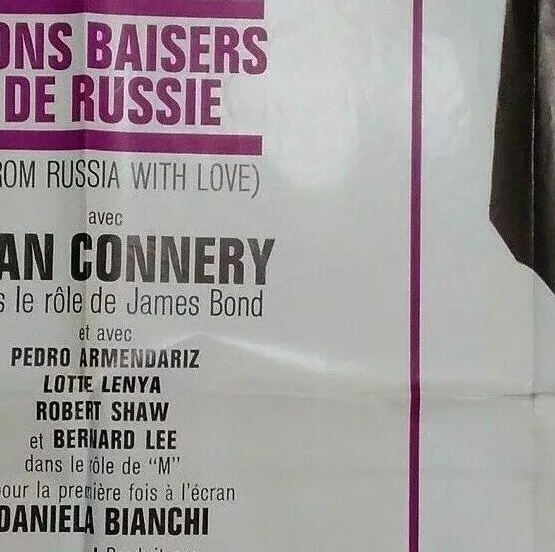 ONS BAISERS
DE RUSSIE
ROM RUSSIA WITH LOVE)
avec
AN CONNERY
s le rôle de James Bond
et avec
PEDRO ARMENDARIZ
LOTTE LENYA
ROBERT SHAW
et BERNARD LEE
dans le rôle de "M"
our la première fois à l'écran
DANIELA BIANCHI